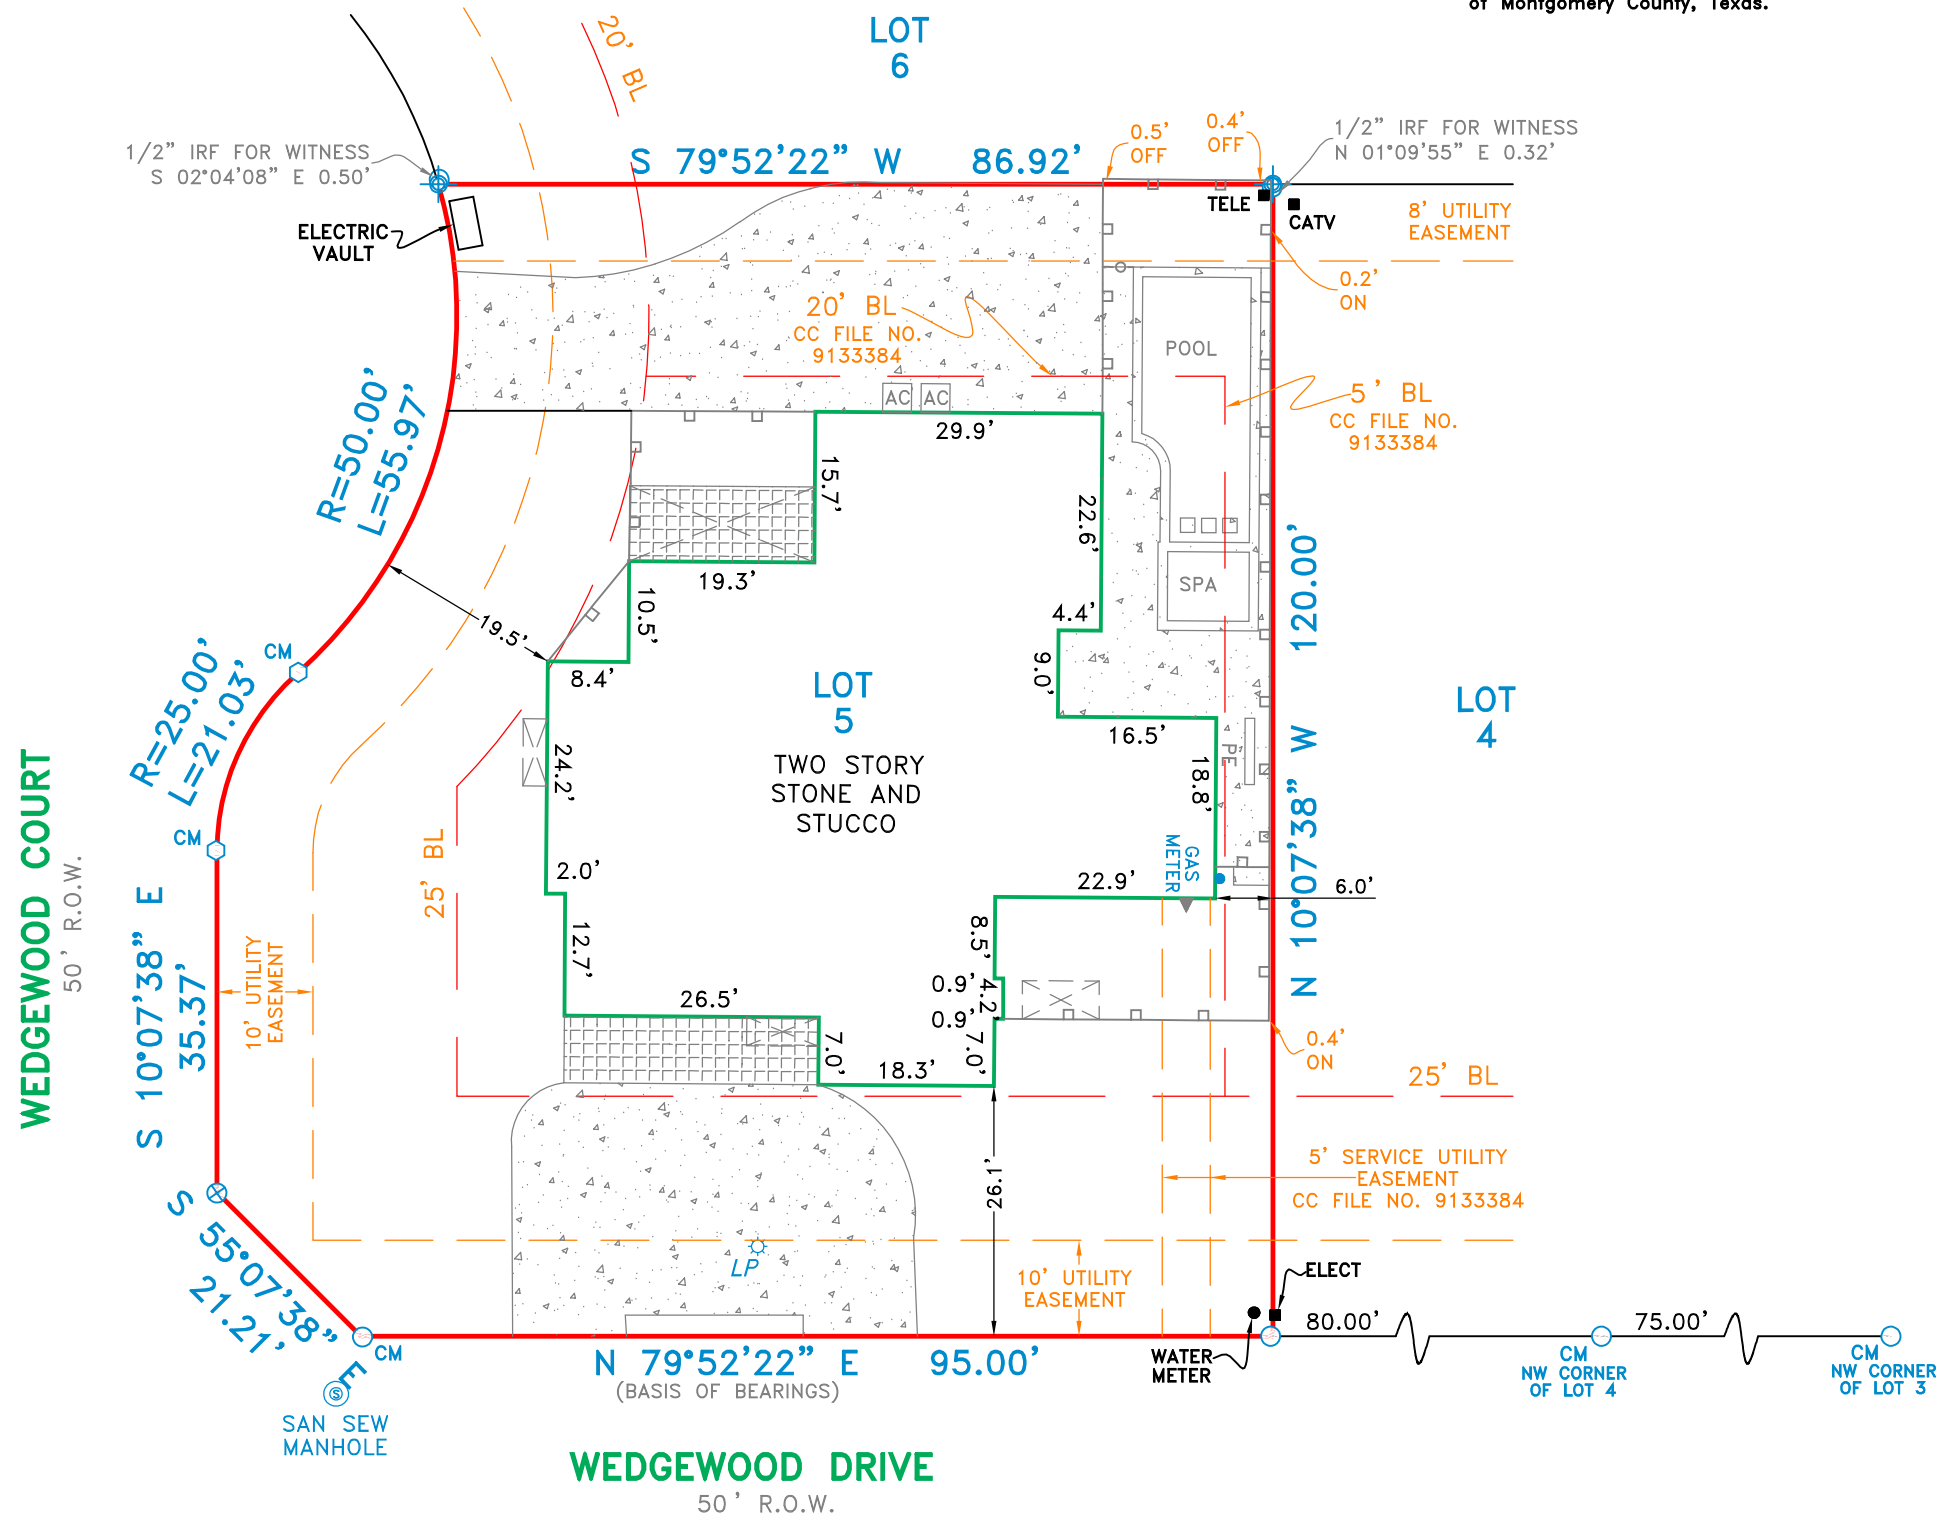 of Montgomery County, Texas.
LOT
6
20' BL
1/2" IRF FOR WITNESS
S 02°04'08" E 0.50'
S 79°52'22" W 86.92'
0.5'
OFF
0.4'
OFF
1/2" IRF FOR WITNESS
N 01°09'55" E 0.32'
TELE
CATV
8' UTILITY
EASEMENT
ELECTRIC
VAULT
0.2'
ON
20' BL
CC FILE NO.
9133384
POOL
AC
AC
5 ' BL
CC FILE NO.
9133384
R=50.00'
L=55.97'
29.9'
15.7'
22.6'
19.3'
10.5'
19.5'
8.4'
4.4'
9.0'
SPA
N 10°07'38" W 120.00'
CM
R=25.00'
L=21.03'
LOT
5
TWO STORY
STONE AND
STUCCO
24.2'
16.5'
PE
18.8'
LOT
4
CM
25' BL
2.0'
GAS
METER
22.9'
6.0'
WEDGEWOOD COURT
50' R.O.W.
S 10°07'38" E
35.37'
10' UTILITY
EASEMENT
12.7'
8.5'
0.9'
4.2'
0.9'
26.5'
7.0'
7.0'
18.3'
0.4'
ON
25' BL
26.1'
5' SERVICE UTILITY
EASEMENT
CC FILE NO. 9133384
S 55°07'38" E
21.21'
LP
10' UTILITY
EASEMENT
ELECT
80.00'
75.00'
CM
N 79°52'22" E 95.00'
(BASIS OF BEARINGS)
WATER
METER
CM
NW CORNER
OF LOT 4
CM
NW CORNER
OF LOT 3
S
SAN SEW
MANHOLE
WEDGEWOOD DRIVE
50' R.O.W.